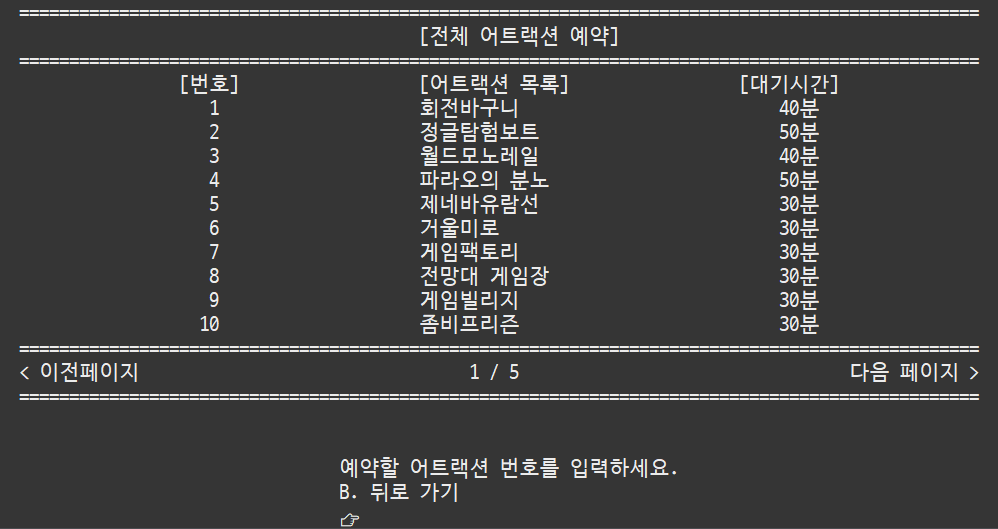 ================================================================================================
[전체 어트랙션 예약]
================================================================================================
[번호] [어트랙션 목록] [대기시간]
1 회전바구니 40분
2 정글탐험보트 50분
3 월드모노레일 40분
4 파라오의 분노 50분
5 제네바유람선 30분
6 거울미로 30분
7 게임팩토리 30분
8 전망대 게임장 30분
9 게임빌리지 30분
10 좀비프리즌 30분
================================================================================================
< 이전페이지 1 / 5 다음 페이지 >
================================================================================================
예약할 어트랙션 번호를 입력하세요.
B. 뒤로 가기
👉